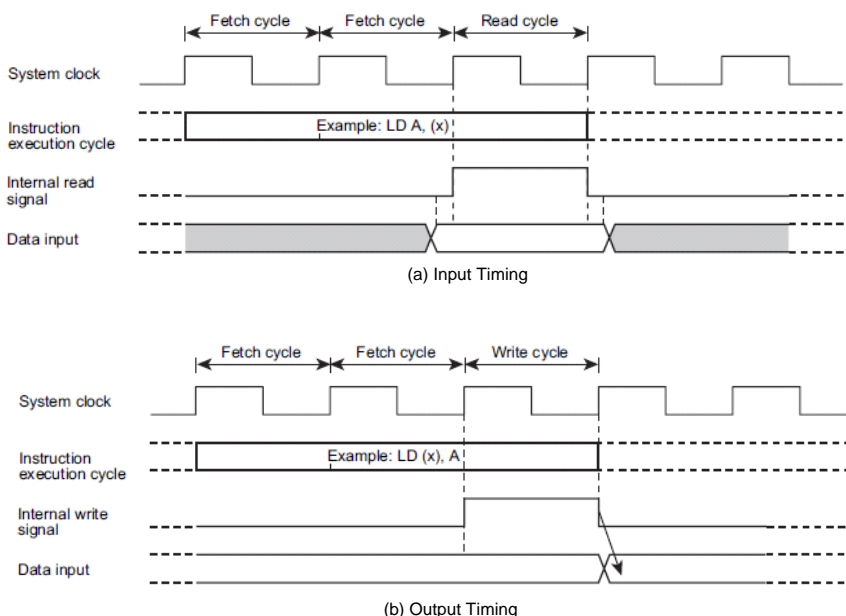 Fetch cycle Fetch cycle Read cycle
System clock
Instruction
execution cycle
Example: LD A, (x)
Internal read
signal
Data input
(a) Input Timing
Fetch cycle Fetch cycle Write cycle
System clock
Instruction
execution cycle
Example: LD (x), A
Internal write
signal
Data input
(b) Output Timing